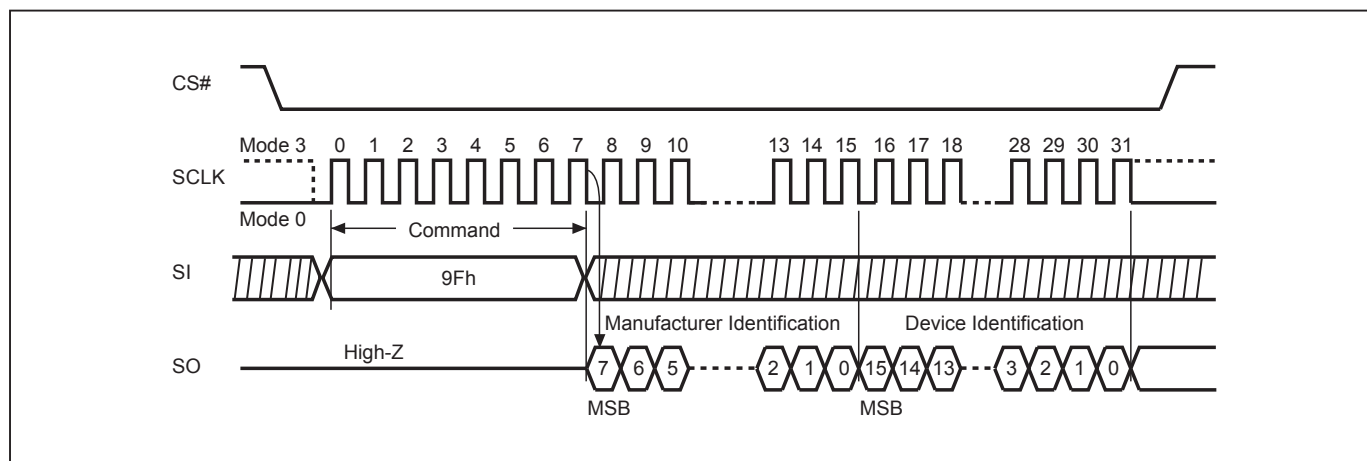 CS#
Mode 3 0 1 2 3 4 5 6 7 8 9 10 13 14 15 16 17 18 28 29 30 31
SCLK
Mode 0
Command
SI
9Fh
Manufacturer Identification Device Identification
High-Z
SO
7 6 5 2 1 0 15 14 13 3 2 1 0
MSB MSB